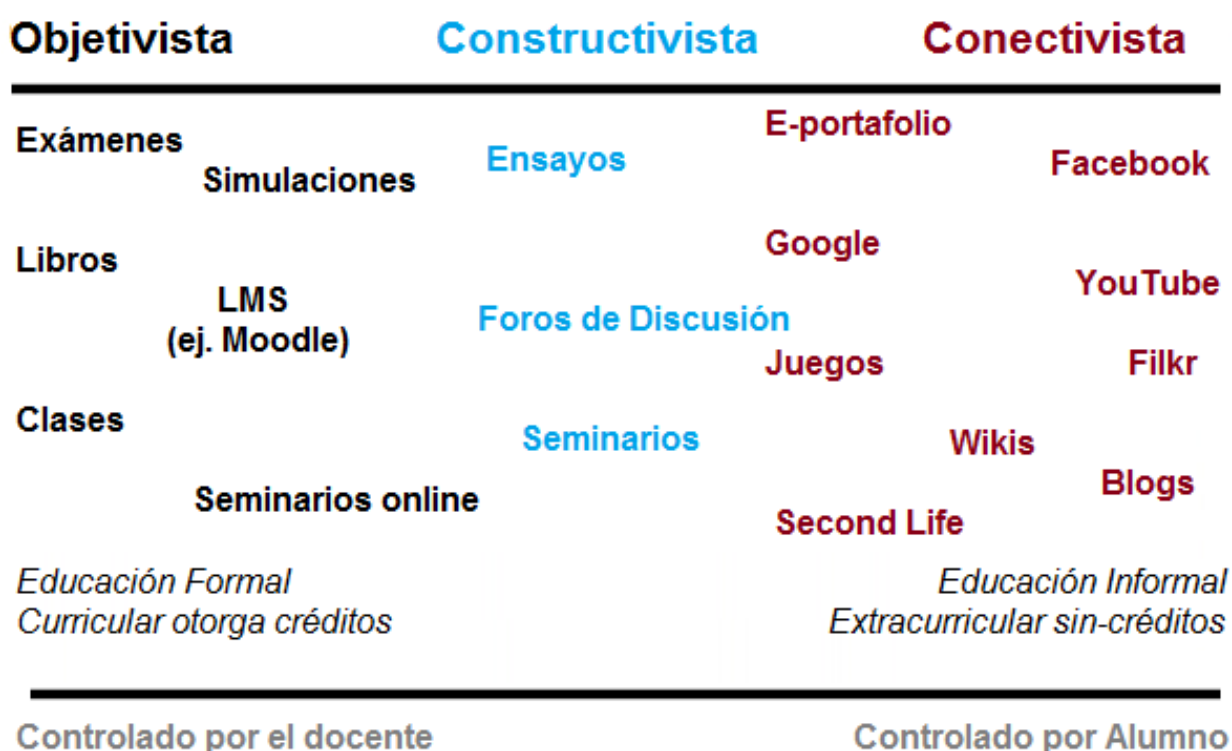 Objetivista Constructivista Conectivista
E-portafolio
Exámenes
Ensayos
Facebook
Simulaciones
Google
Libros
YouTube
LMS
Foros de Discusión
(ej. Moodle)
Juegos
Filkr
Clases
Seminarios
Wikis
Blogs
Seminarios online
Second Life
Educación Formal
Educación Informal
Curricular otorga créditos
Extracurricular sin-créditos
Controlado por el docente
Controlado por Alumno